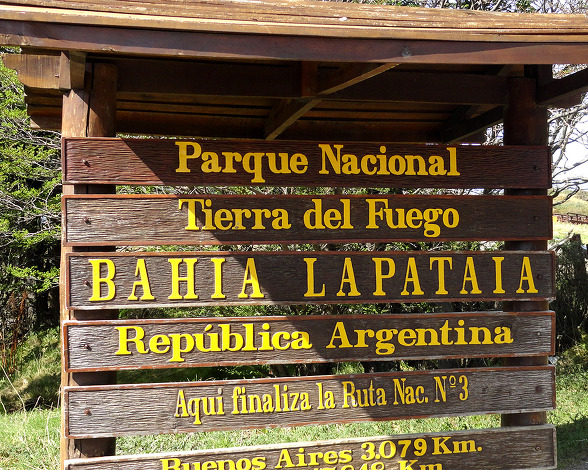 Parque Nacional
Tierra del Fuego
BAHIA LAPATAIA
República Argentina
Aquí finaliza la Ruta Nac. Nº3
Buenos Aires 3.079 Km.
Km.